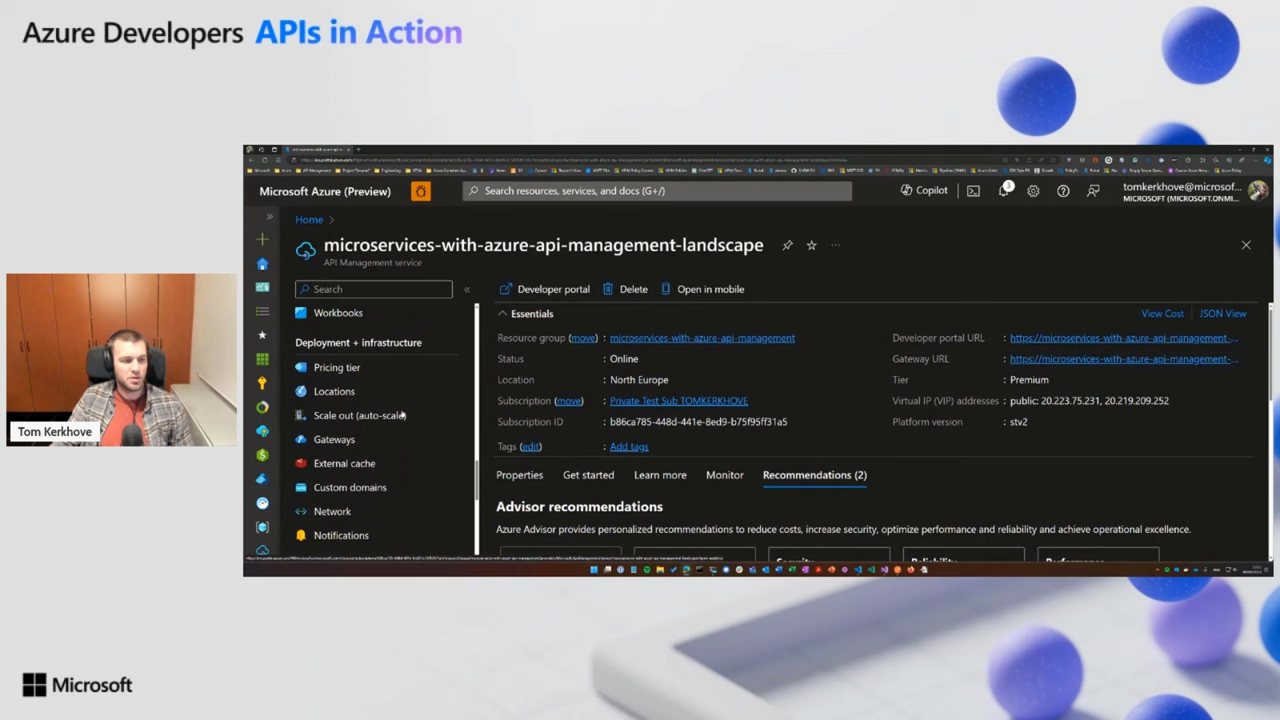 Azure Developers APIs in Action
Microsoft Azure (Preview)
Search resources, services, and docs (G+/)
Copilot
3
tomkerkhove@microsof...
MICROSOFT (MICROSOFT.ONMI...
Home
microservices-with-azure-api-management-landscape
API Management service
Search
Developer portal
Delete
Open in mobile
Workbooks
Deployment + infrastructure
Pricing tier
Locations
Scale out (auto-scale)
Gateways
External cache
Custom domains
Network
Notifications
Essentials
View Cost
JSON View
Resource group (move) : microservices-with-azure-api-management
Status : Online
Location : North Europe
Subscription (move) : Private Test Sub TOMKERKHOVE
Subscription ID : b86ca785-448d-441e-8ed9-b75f95ff31a5
Tags (edit) : Add tags
Developer portal URL : https://microservices-with-azure-api-management-...
Gateway URL : https://microservices-with-azure-api-management-...
Tier : Premium
Virtual IP (VIP) addresses : public: 20.223.75.231, 20.219.209.252
Platform version : stv2
Properties
Get started
Learn more
Monitor
Recommendations (2)
Advisor recommendations
Azure Advisor provides personalized recommendations to reduce costs, increase security, optimize performance and reliability and achieve operational excellence.
Security
Reliability
Performance
Tom Kerkhove
Microsoft